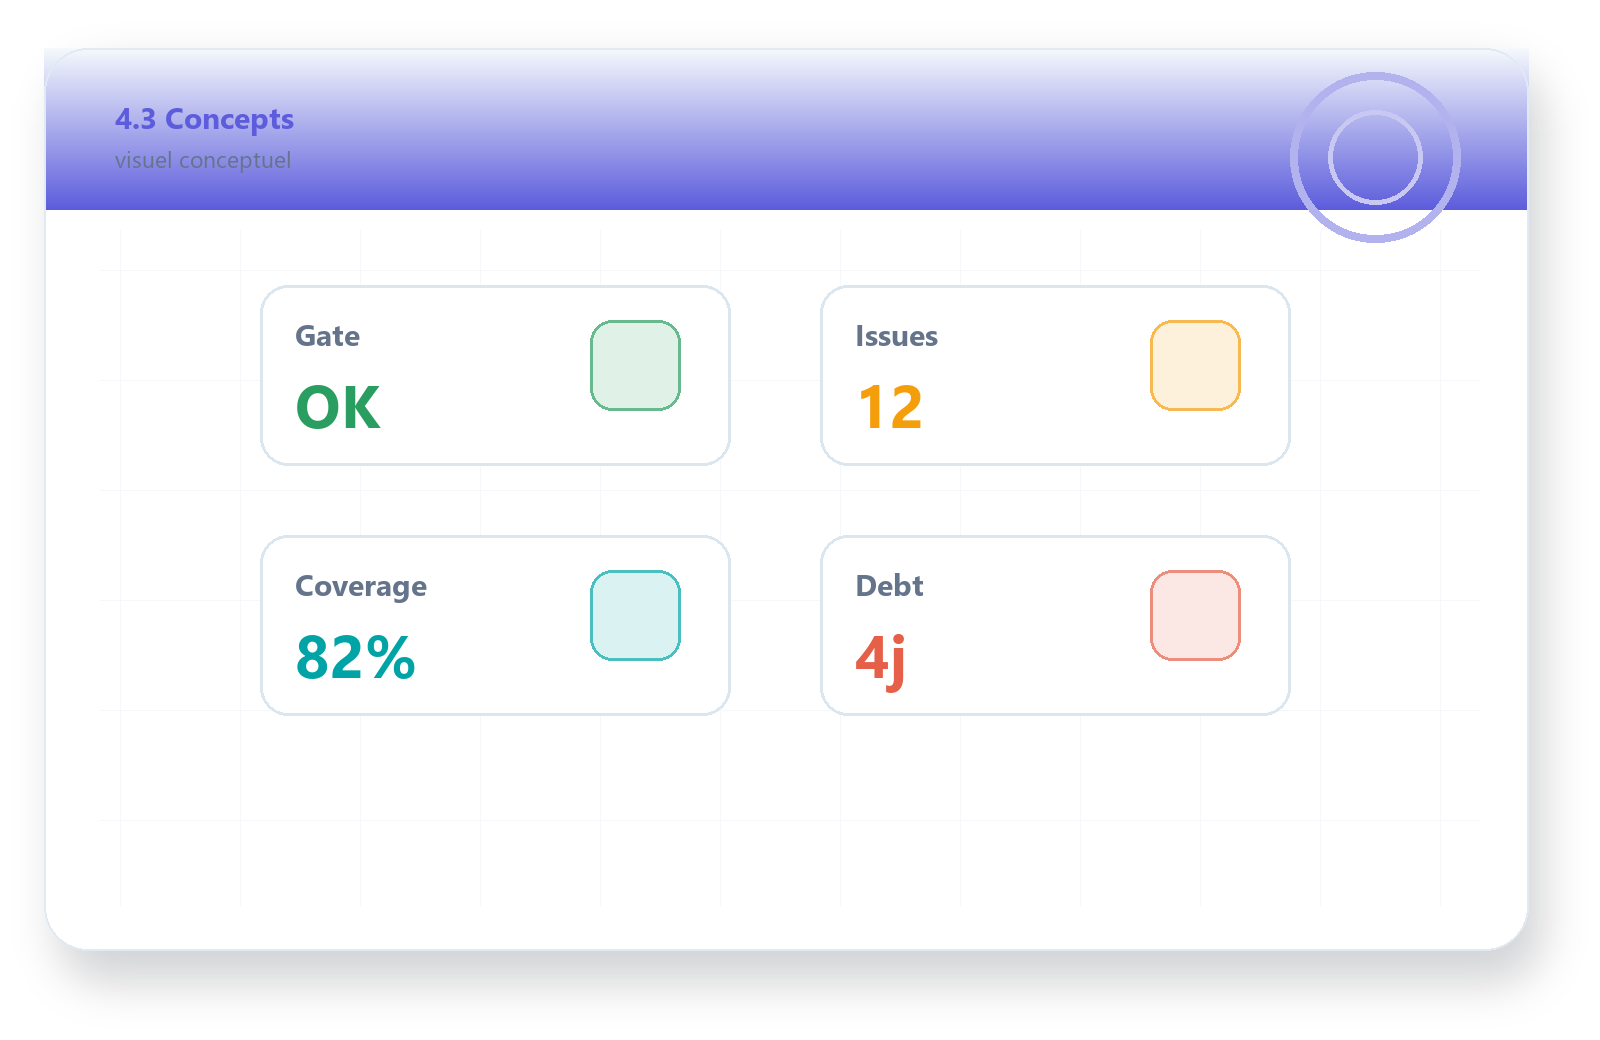 4.3 Concepts
visuel conceptuel
Gate
OK
Issues
12
Coverage
82%
Debt
4j